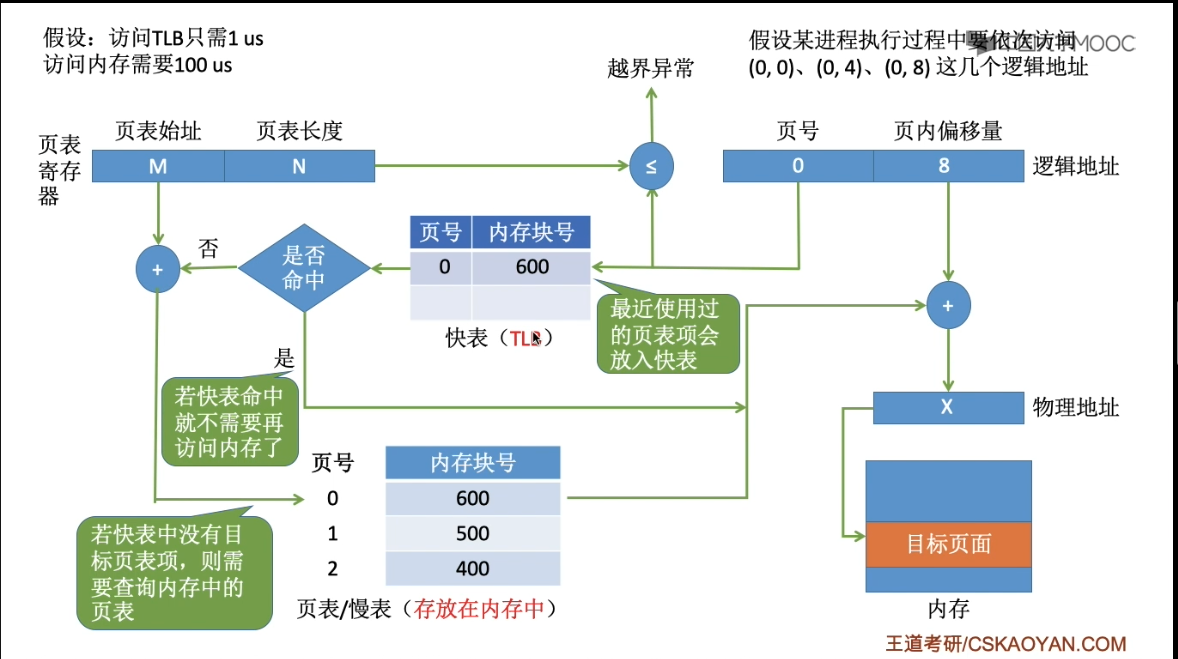 假设：访问TLB只需1 us
访问内存需要100 us
假设某进程执行过程中要依次访问
MOOC
(0, 0)、(0, 4)、(0, 8) 这几个逻辑地址
越界异常
页表
寄存
器
页表始址
页表长度
M
N
≤
页号
页内偏移量
0
8
逻辑地址
+
否
是否
命中
页号
内存块号
0
600
快表（TLB）
最近使用过
的页表项会
放入快表
+
是
若快表命中
就不需要再
访问内存了
X
物理地址
页号
内存块号
0
600
1
500
2
400
页表/慢表（存放在内存中）
若快表中没有目
标页表项，则需
要查询内存中的
页表
目标页面
内存
王道考研/CSKAOYAN.COM